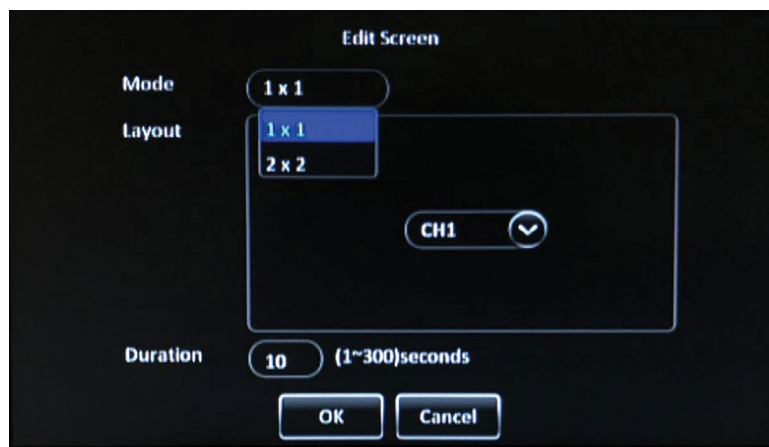 Edit Screen
Mode
1 x 1
Layout
1 x 1
2 x 2
CH1
Duration
10
(1~300)seconds
OK
Cancel